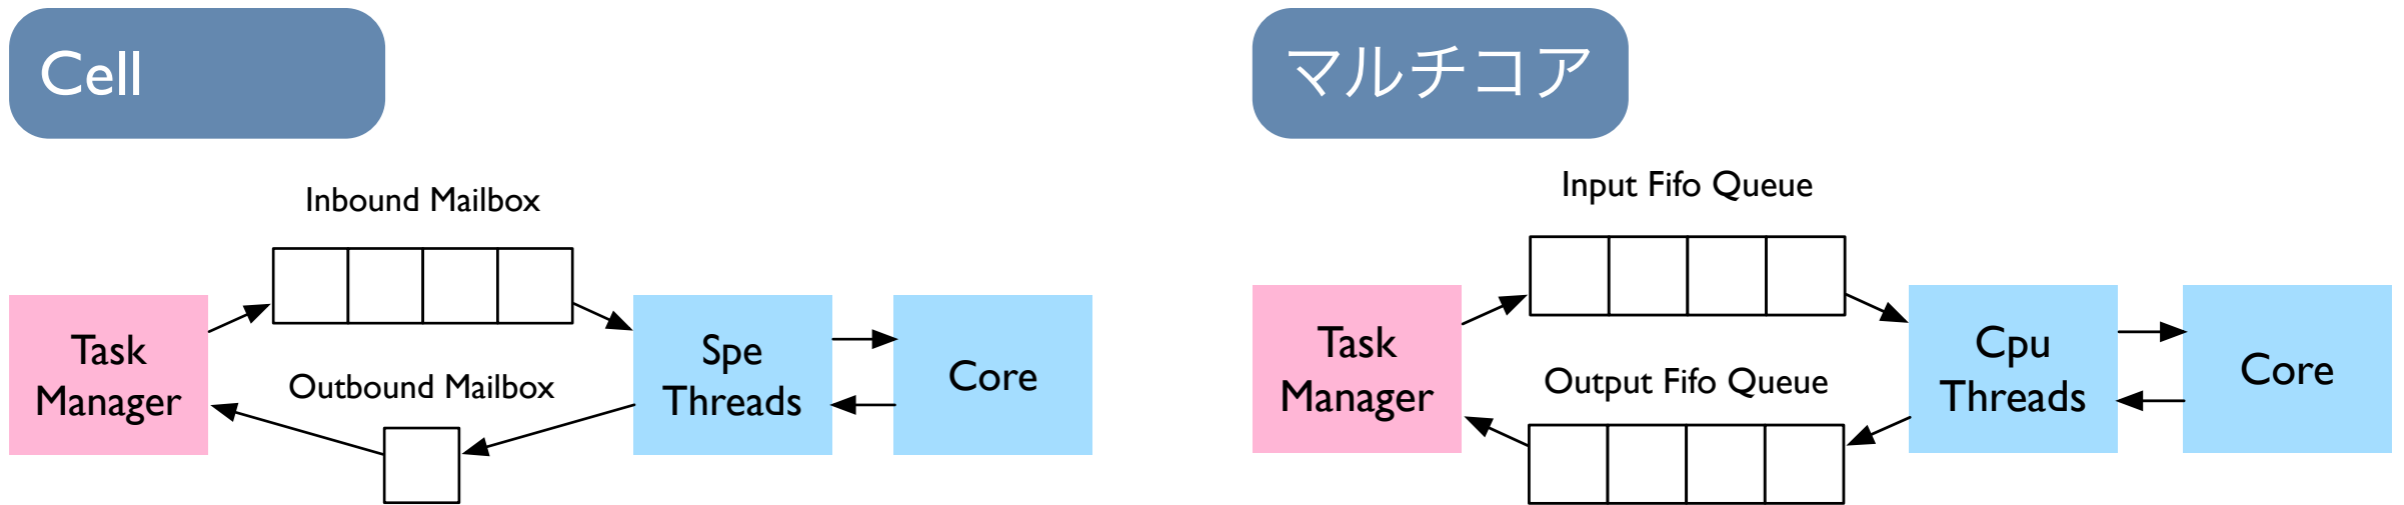 Cell
Inbound Mailbox
Task
Manager
Outbound Mailbox
Spe
Threads
Core
マルチコア
Input Fifo Queue
Task
Manager
Output Fifo Queue
Cpu
Threads
Core